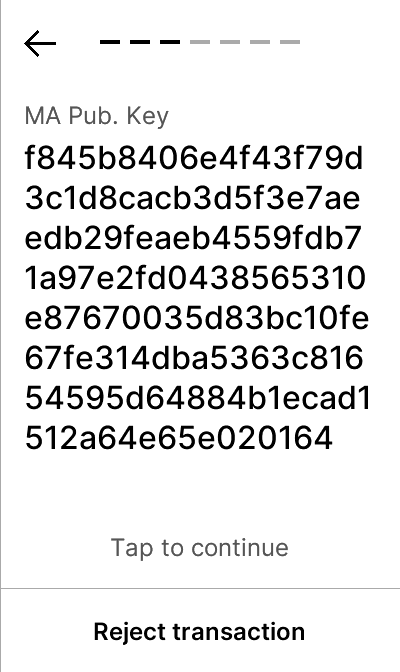 MA Pub. Key
f845b8406e4f43f79d
3c1d8cacb3d5f3e7ae
edb29feaeb4559fdb7
1a97e2fd0438565310
e87670035d83bc10fe
67fe314dba5363c816
54595d64884b1ecad1
512a64e65e020164
Tap to continue
Reject transaction